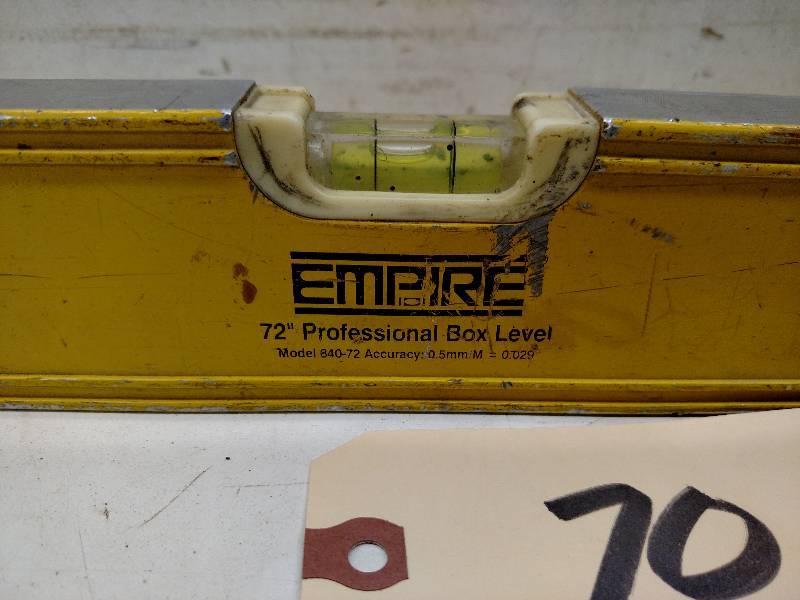 EMPIRE
72" Professional Box Level
Model 840-72 Accuracy: 0.5mm/M = 0.029°
70